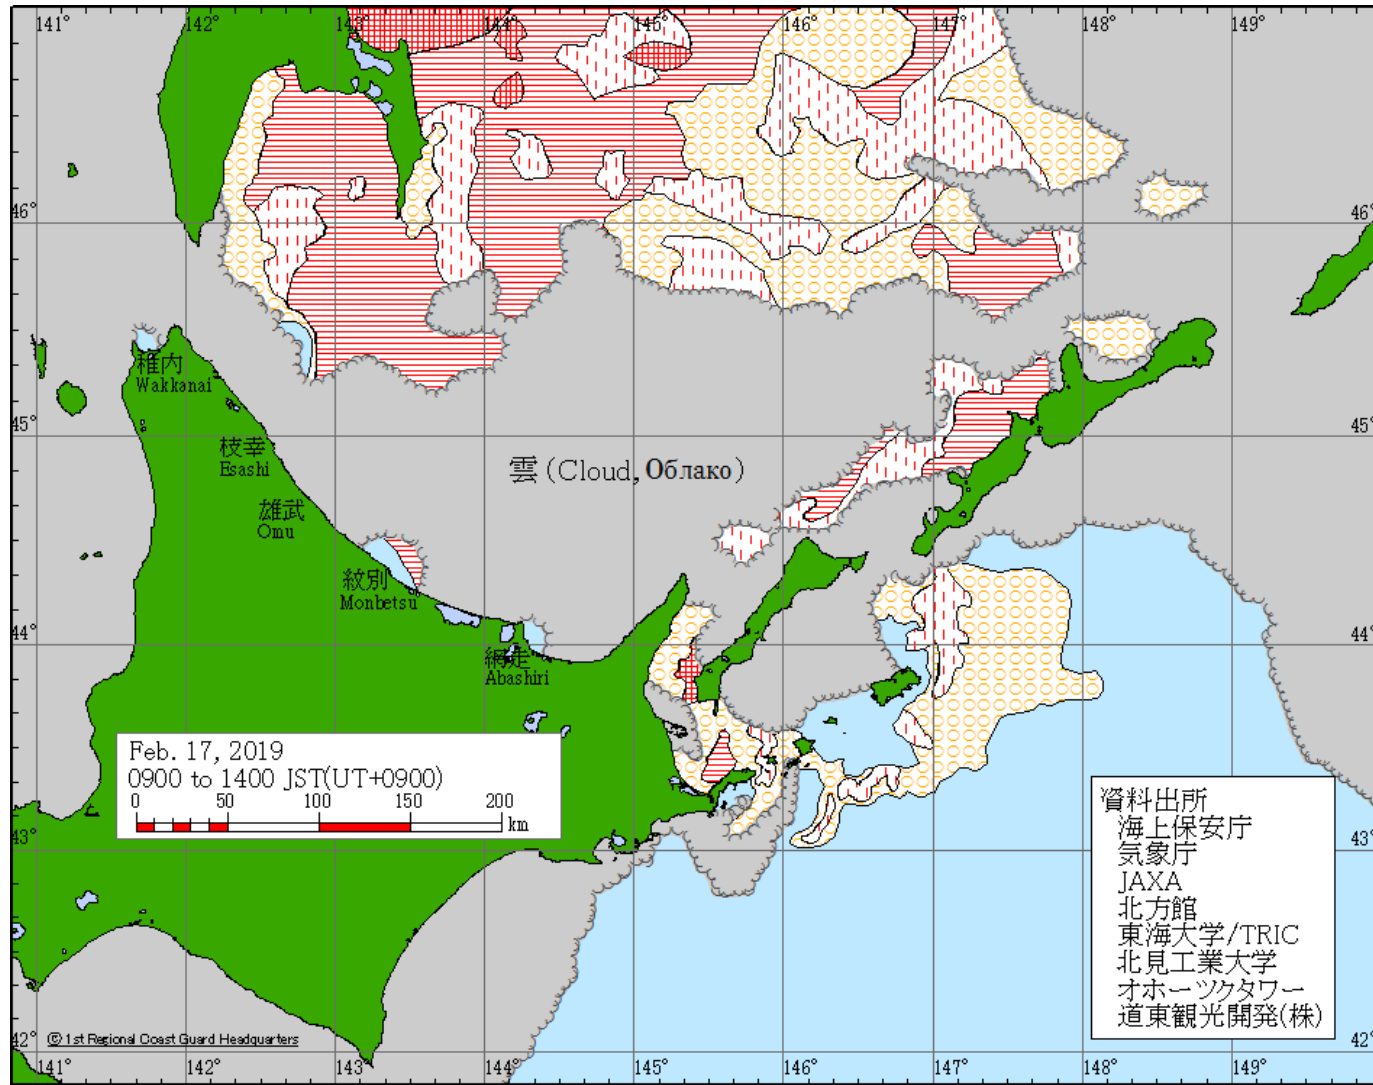 141° 142° 143° 144° 145° 146° 147° 148° 149°
46° 46°
稚内
Wakkanai
45° 45°
枝幸
Esashi
雲 (Cloud, Облако)
雄武
Omu
紋別
Monbetsu
44° 44°
網走
Abashiri
Feb. 17, 2019
0900 to 1400 JST(UT+0900)
0 50 100 150 200
km
資料出所
海上保安庁
気象庁
JAXA
北方館
東海大学/TRIC
北見工業大学
オホーツクタワー
道東観光開発(株)
43° 43°
42° 42°
© 1st Regional Coast Guard Headquarters
141° 142° 143° 144° 145° 146° 147° 148° 149°